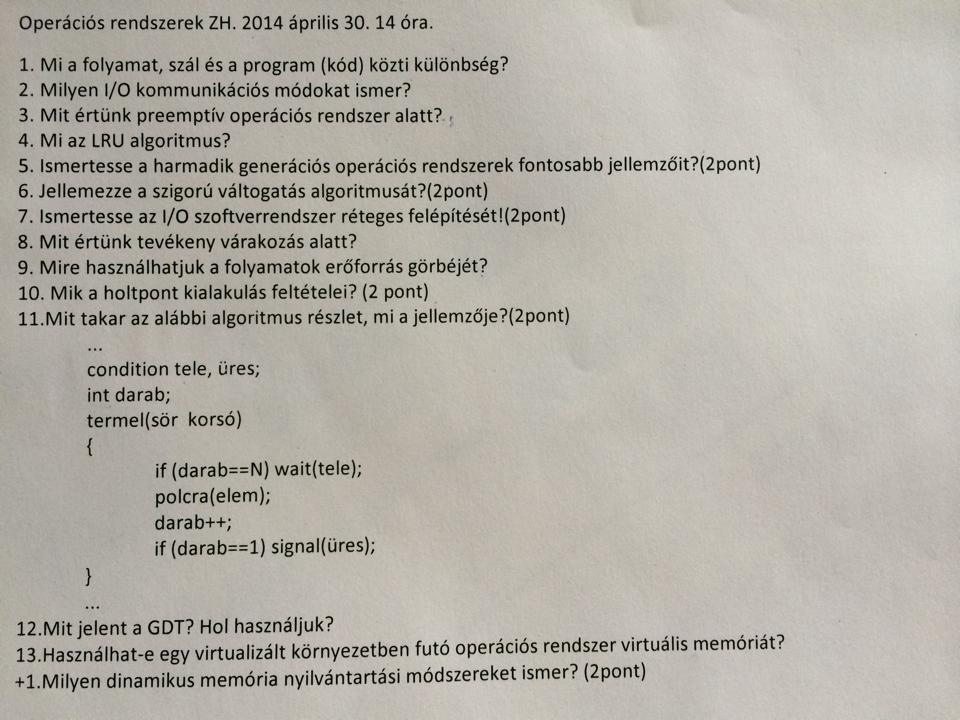 Operációs rendszerek ZH. 2014 április 30. 14 óra.
1. Mi a folyamat, szál és a program (kód) közti különbség?
2. Milyen I/O kommunikációs módokat ismer?
3. Mit értünk preemptív operációs rendszer alatt?
4. Mi az LRU algoritmus?
5. Ismertesse a harmadik generációs operációs rendszerek fontosabb jellemzőit?(2pont)
6. Jellemezze a szigorú váltogatás algoritmusát?(2pont)
7. Ismertesse az I/O szoftverrendszer réteges felépítését!(2pont)
8. Mit értünk tevékeny várakozás alatt?
9. Mire használhatjuk a folyamatok erőforrás görbéjét?
10. Mik a holtpont kialakulás feltételei? (2 pont)
11.Mit takar az alábbi algoritmus részlet, mi a jellemzője?(2pont)
...
condition tele, üres;
int darab;
termel(sör korsó)
{
if (darab==N) wait(tele);
polcra(elem);
darab++;
if (darab==1) signal(üres);
}
...
12.Mit jelent a GDT? Hol használjuk?
13.Használhat-e egy virtualizált környezetben futó operációs rendszer virtuális memóriát?
+1.Milyen dinamikus memória nyilvántartási módszereket ismer? (2pont)